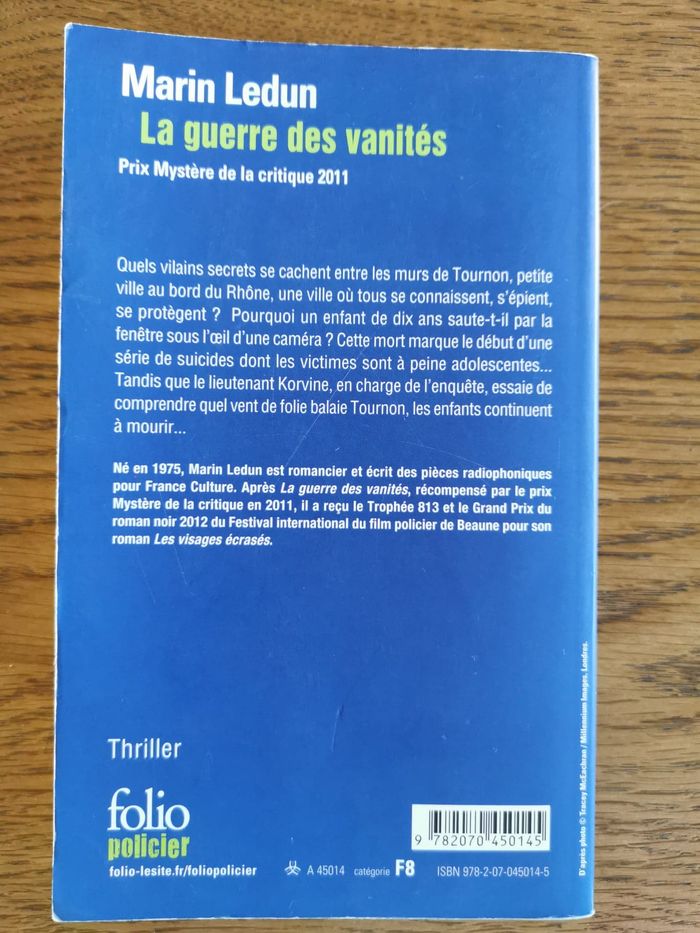 Marin Ledun
La guerre des vanités
Prix Mystère de la critique 2011
Quels vilains secrets se cachent entre les murs de Tournon, petite
ville au bord du Rhône, une ville où tous se connaissent, s'épient,
se protègent ? Pourquoi un enfant de dix ans saute-t-il par la
fenêtre sous l'œil d'une caméra ? Cette mort marque le début d'une
série de suicides dont les victimes sont à peine adolescentes...
Tandis que le lieutenant Korvine, en charge de l'enquête, essaie de
comprendre quel vent de folie balaie Tournon, les enfants continuent
à mourir...
Né en 1975, Marin Ledun est romancier et écrit des pièces radiophoniques
pour France Culture. Après La guerre des vanités, récompensé par le prix
Mystère de la critique en 2011, il a reçu le Trophée 813 et le Grand Prix du
roman noir 2012 du Festival international du film policier de Beaune pour son
roman Les visages écrasés.
D'après photo © Tracey McEachran / Millennium Images, Londres.
Thriller
folio
policier
folio-lesite.fr/foliopolicier
A 45014 catégorie F8
9 782070 450145
ISBN 978-2-07-045014-5